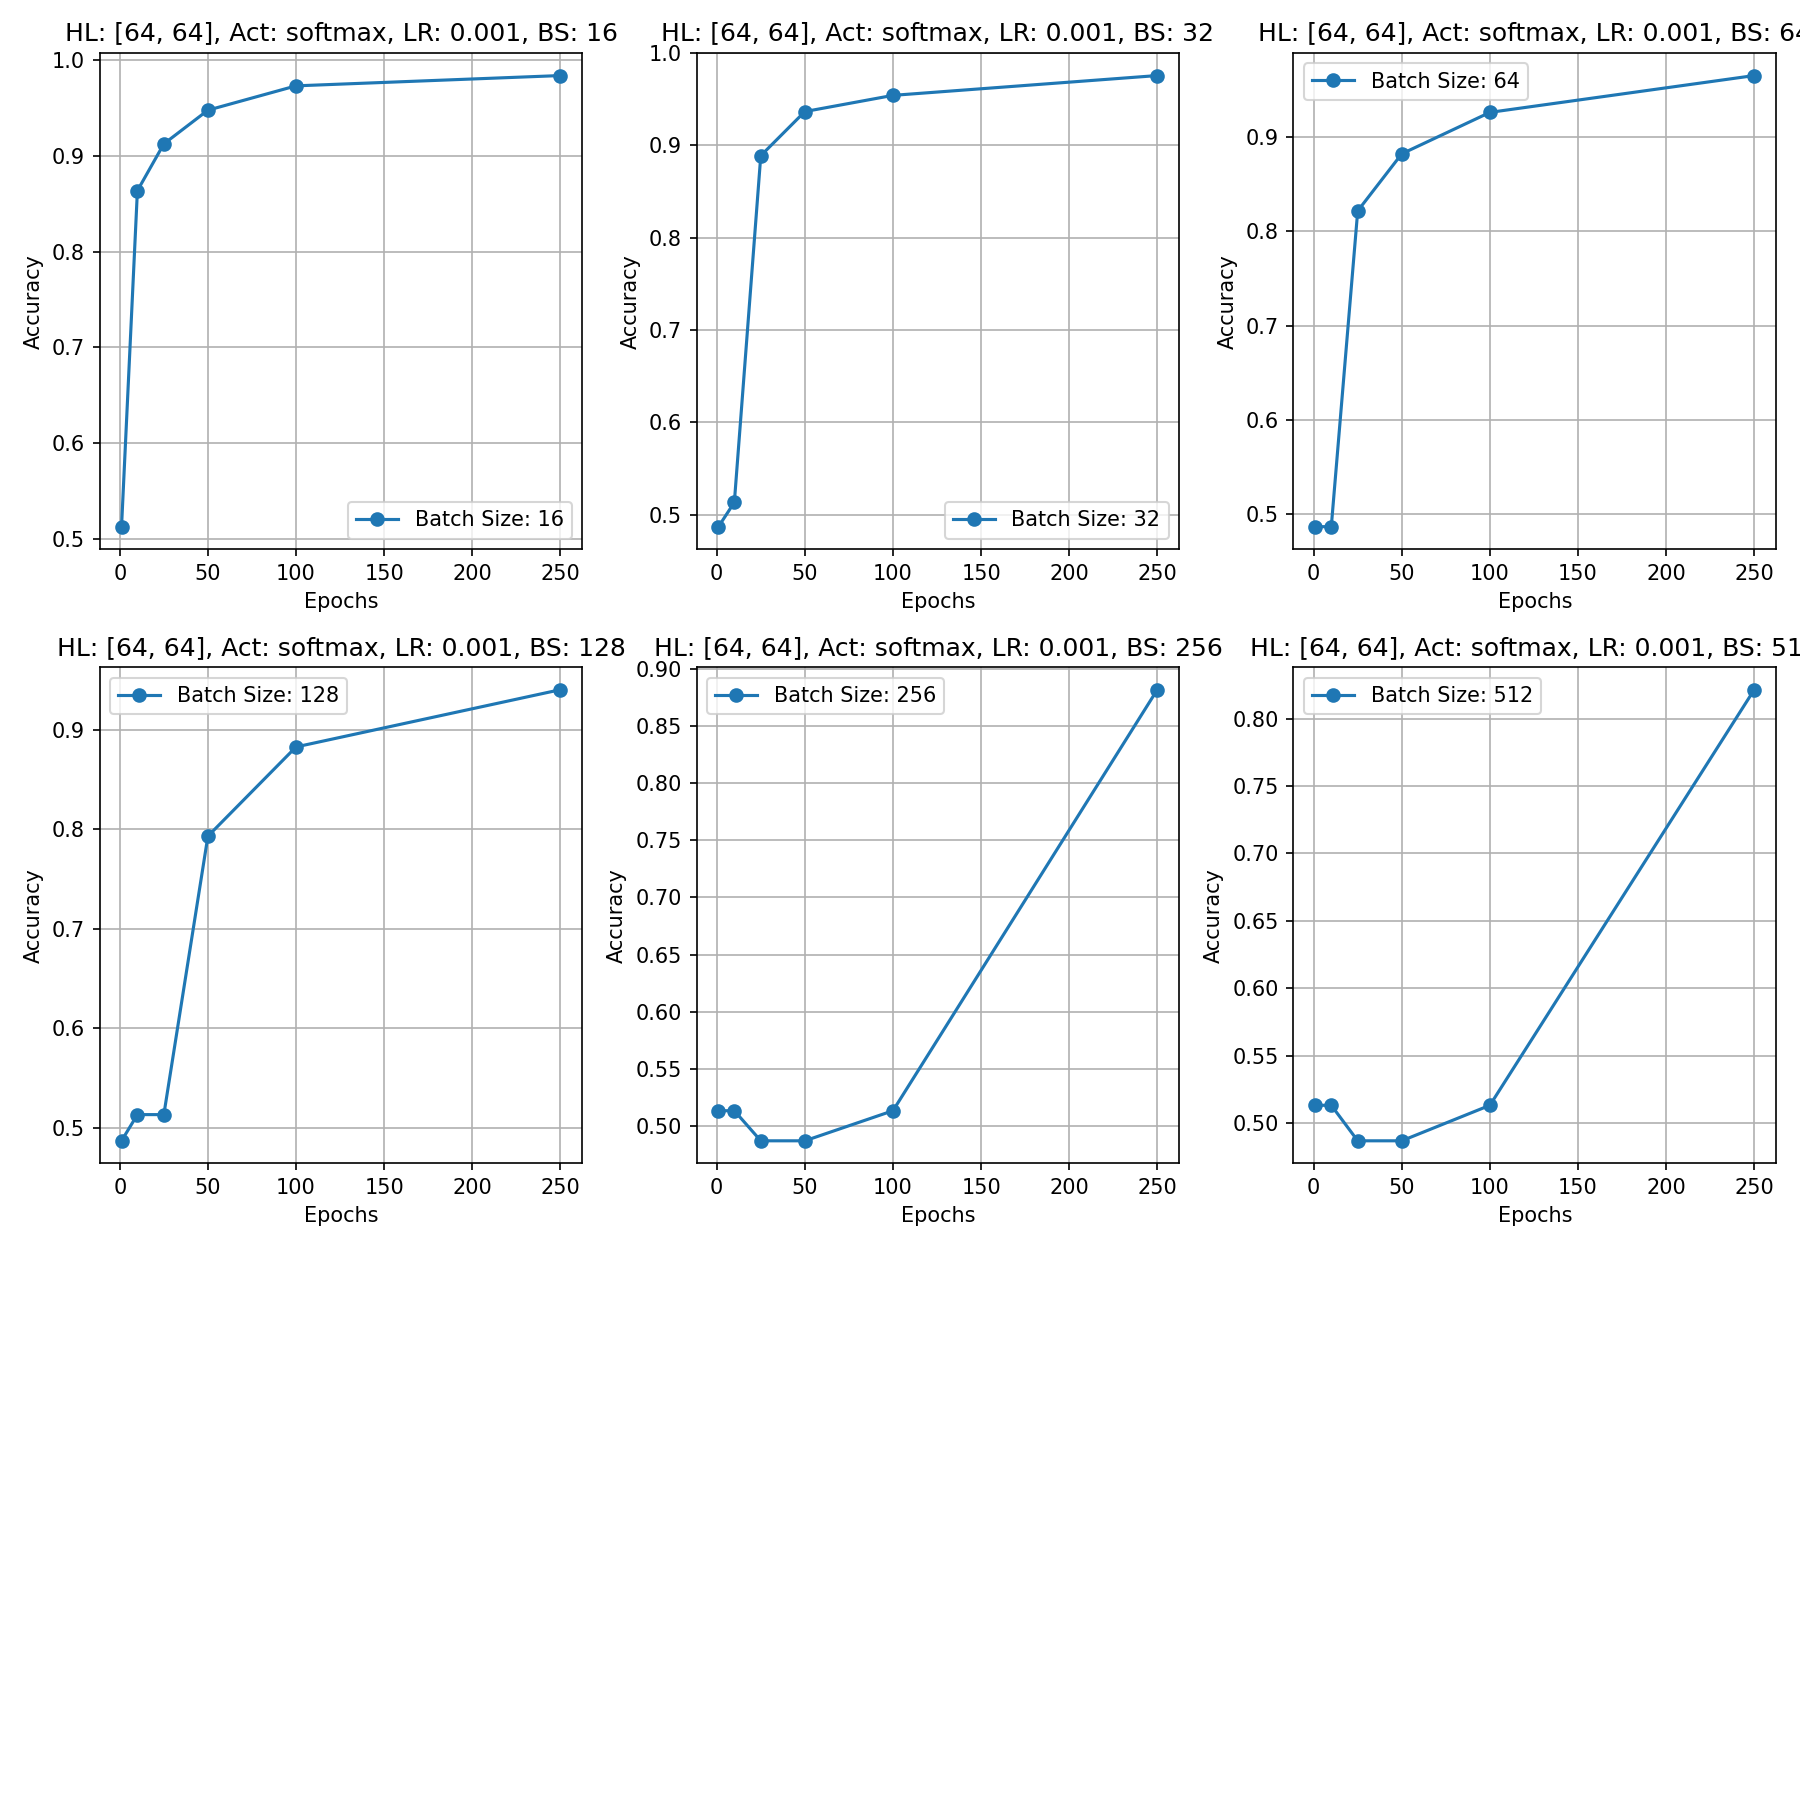 HL: [64, 64], Act: softmax, LR: 0.001, BS: 16
1.0
0.9
0.8
0.7
0.6
0.5
Accuracy
Batch Size: 16
0 50 100 150 200 250
Epochs
HL: [64, 64], Act: softmax, LR: 0.001, BS: 32
1.0
0.9
0.8
0.7
0.6
0.5
Accuracy
Batch Size: 32
0 50 100 150 200 250
Epochs
HL: [64, 64], Act: softmax, LR: 0.001, BS: 64
Batch Size: 64
0.9
0.8
0.7
0.6
0.5
Accuracy
0 50 100 150 200 250
Epochs
HL: [64, 64], Act: softmax, LR: 0.001, BS: 128
Batch Size: 128
0.9
0.8
0.7
0.6
0.5
Accuracy
0 50 100 150 200 250
Epochs
HL: [64, 64], Act: softmax, LR: 0.001, BS: 256
Batch Size: 256
0.90
0.85
0.80
0.75
0.70
0.65
0.60
0.55
0.50
Accuracy
0 50 100 150 200 250
Epochs
HL: [64, 64], Act: softmax, LR: 0.001, BS: 51
Batch Size: 512
0.80
0.75
0.70
0.65
0.60
0.55
0.50
Accuracy
0 50 100 150 200 250
Epochs